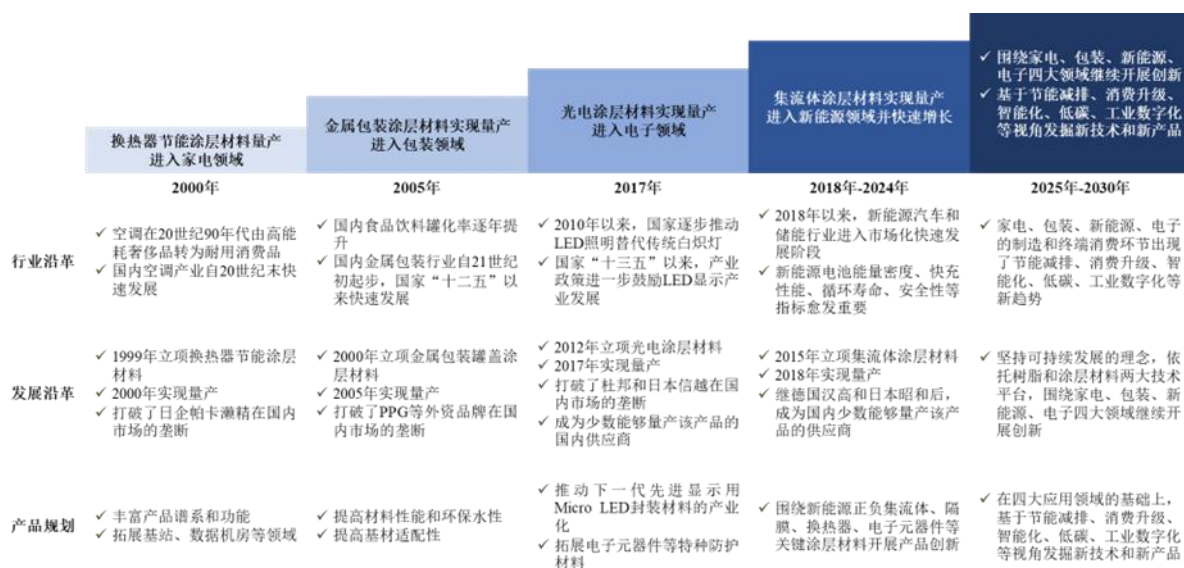 换热器节能涂层材料量产
进入家电领域
金属包装涂层材料实现量产
进入包装领域
光电涂层材料实现量产
进入电子领域
集流体涂层材料实现量产
进入新能源领域并快速增长
✓ 围绕家电、包装、新能源、
电子四大领域继续开展创新
✓ 基于节能减排、消费升级、
智能化、低碳、工业数字化
等视角发掘新技术和新产品
2000年
2005年
2017年
2018年-2024年
2025年-2030年
行业沿革
✓ 空调在20世纪90年代由高能
耗奢侈品转为耐用消费品
✓ 国内空调产业自20世纪末快
速发展
✓ 国内食品饮料罐化率逐年提
升
✓ 国内金属包装行业自21世纪
初起步，国家“十二五”以
来快速发展
✓ 2010年以来，国家逐步推动
LED照明替代传统白炽灯
✓ 国家“十三五”以来，产业
政策进一步鼓励LED显示产
业发展
✓ 2018年以来，新能源汽车和
储能行业进入市场化快速发
展阶段
✓ 新能源电池能量密度、快充
性能、循环寿命、安全性等
指标愈发重要
✓ 家电、包装、新能源、电子
的制造和终端消费环节出现
了节能减排、消费升级、智
能化、低碳、工业数字化等
新趋势
发展沿革
✓ 1999年立项换热器节能涂层
材料
✓ 2000年实现量产
✓ 打破了日企帕卡濑精在国内
市场的垄断
✓ 2000年立项金属包装罐盖涂
层材料
✓ 2005年实现量产
✓ 打破了PPG等外资品牌在国
内市场的垄断
✓ 2012年立项光电涂层材料
✓ 2017年实现量产
✓ 打破了杜邦和日本信越在国
内市场的垄断
✓ 成为少数能够量产该产品的
国内供应商
✓ 2015年立项集流体涂层材料
✓ 2018年实现量产
✓ 继德国汉高和日本昭和后，
成为国内少数能够量产该产
品的供应商
✓ 坚持可持续发展的理念，依
托树脂和涂层材料两大技术
平台，围绕家电、包装、新
能源、电子四大领域继续开
展创新
产品规划
✓ 丰富产品谱系和功能
✓ 拓展基站、数据机房等领域
✓ 提高材料性能和环保水性
✓ 提高基材适配性
✓ 推动下一代先进显示用
Micro LED封装材料的产业
化
✓ 拓展电子元器件等特种防护
材料
✓ 围绕新能源正负集流体、隔
膜、换热器、电子元器件等
关键涂层材料开展产品创新
✓ 在四大应用领域的基础上，
基于节能减排、消费升级、
智能化、低碳、工业数字化
等视角发掘新技术和新产品